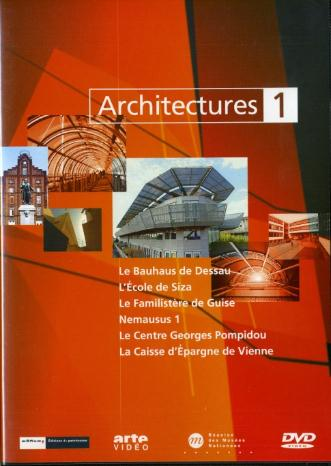 Architectures 1
Le Bauhaus de Dessau
L'École de Siza
Le Familistère de Guise
Nemausus 1
Le Centre Georges Pompidou
La Caisse d'Épargne de Vienne
Éditions du patrimoine
arte
VIDEO
m
Réunion
des Musées
Nationaux
DVD
VIDEO